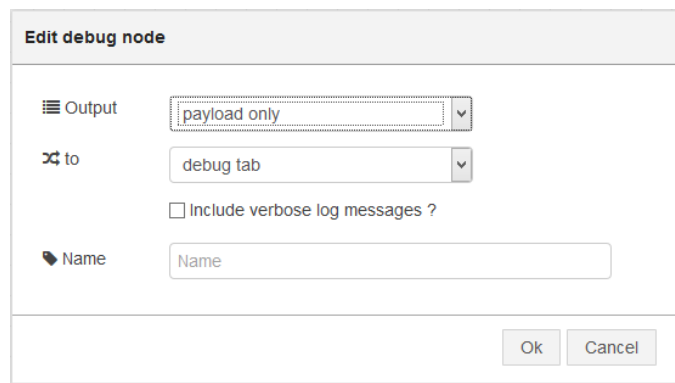 Edit debug node
Output
payload only
to
debug tab
Include verbose log messages ?
Name
Name
Ok
Cancel